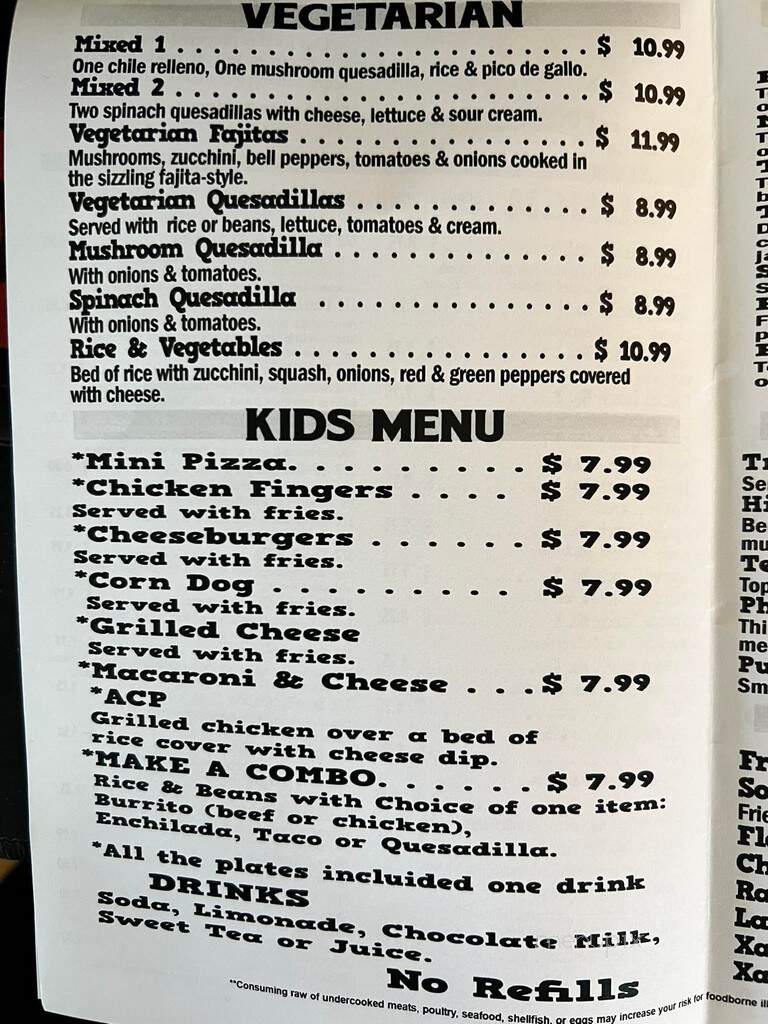 VEGETARIAN
Mixed 1 . . . . . . . . . . . . . . . . . . . . . . . . . . . . $ 10.99
One chile relleno, One mushroom quesadilla, rice & pico de gallo.
Mixed 2 . . . . . . . . . . . . . . . . . . . . . . . . . . . . $ 10.99
Two spinach quesadillas with cheese, lettuce & sour cream.
Vegetarian Fajitas . . . . . . . . . . . . . . . . . . . $ 11.99
Mushrooms, zucchini, bell peppers, tomatoes & onions cooked in
the sizzling fajita-style.
Vegetarian Quesadillas . . . . . . . . . . . . . . $ 8.99
Served with rice or beans, lettuce, tomatoes & cream.
Mushroom Quesadilla . . . . . . . . . . . . . . . . $ 8.99
With onions & tomatoes.
Spinach Quesadilla . . . . . . . . . . . . . . . . . $ 8.99
With onions & tomatoes.
Rice & Vegetables . . . . . . . . . . . . . . . . . . . $ 10.99
Bed of rice with zucchini, squash, onions, red & green peppers covered
with cheese.
KIDS MENU
*Mini Pizza. . . . . . . . . . $ 7.99
*Chicken Fingers . . . . $ 7.99
Served with fries.
*Cheeseburgers . . . . . . $ 7.99
Served with fries.
*Corn Dog . . . . . . . . . $ 7.99
Served with fries.
*Grilled Cheese
Served with fries.
*Macaroni & Cheese . . . $ 7.99
*ACP
Grilled chicken over a bed of
rice cover with cheese dip.
*MAKE A COMBO. . . . . . $ 7.99
Rice & Beans with Choice of one item:
Burrito (beef or chicken),
Enchilada, Taco or Quesadilla.
*All the plates incluided one drink
DRINKS
Soda, Limonade, Chocolate Milk,
Sweet Tea or Juice.
No Refills
**Consuming raw of undercooked meats, poultry, seafood, shellfish, or eggs may increase your risk for foodborne